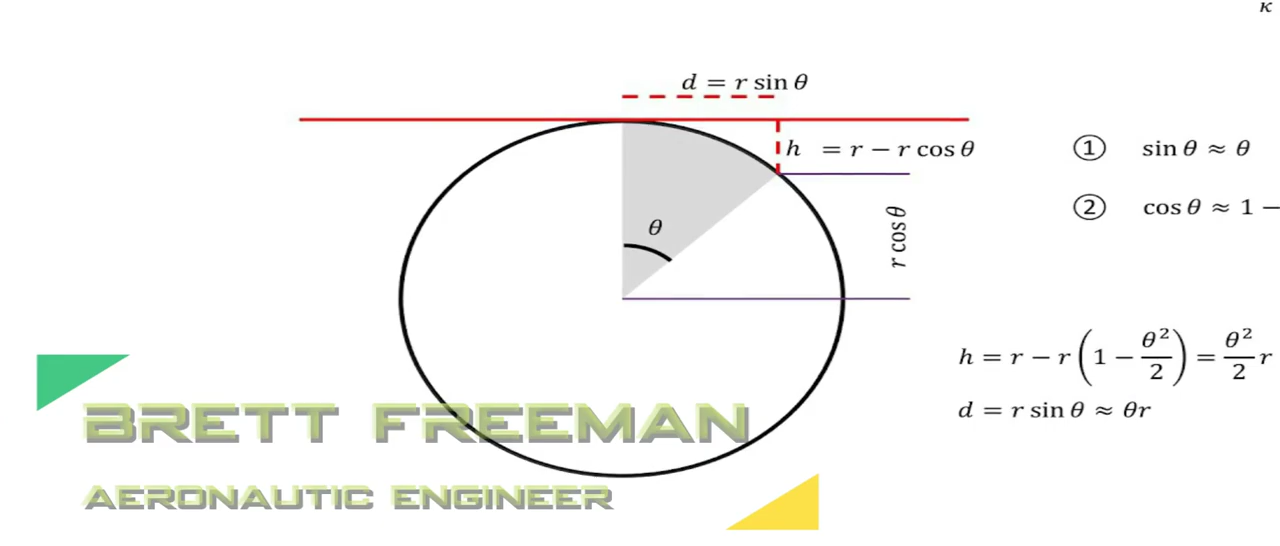 κ
d = r sin θ
h = r − r cos θ
① sin θ ≈ θ
② cos θ ≈ 1 −
θ
r cos θ
h = r − r(1 − θ²/2) = θ²/2 r
d = r sin θ ≈ θr
BRETT FREEMAN
AERONAUTIC ENGINEER